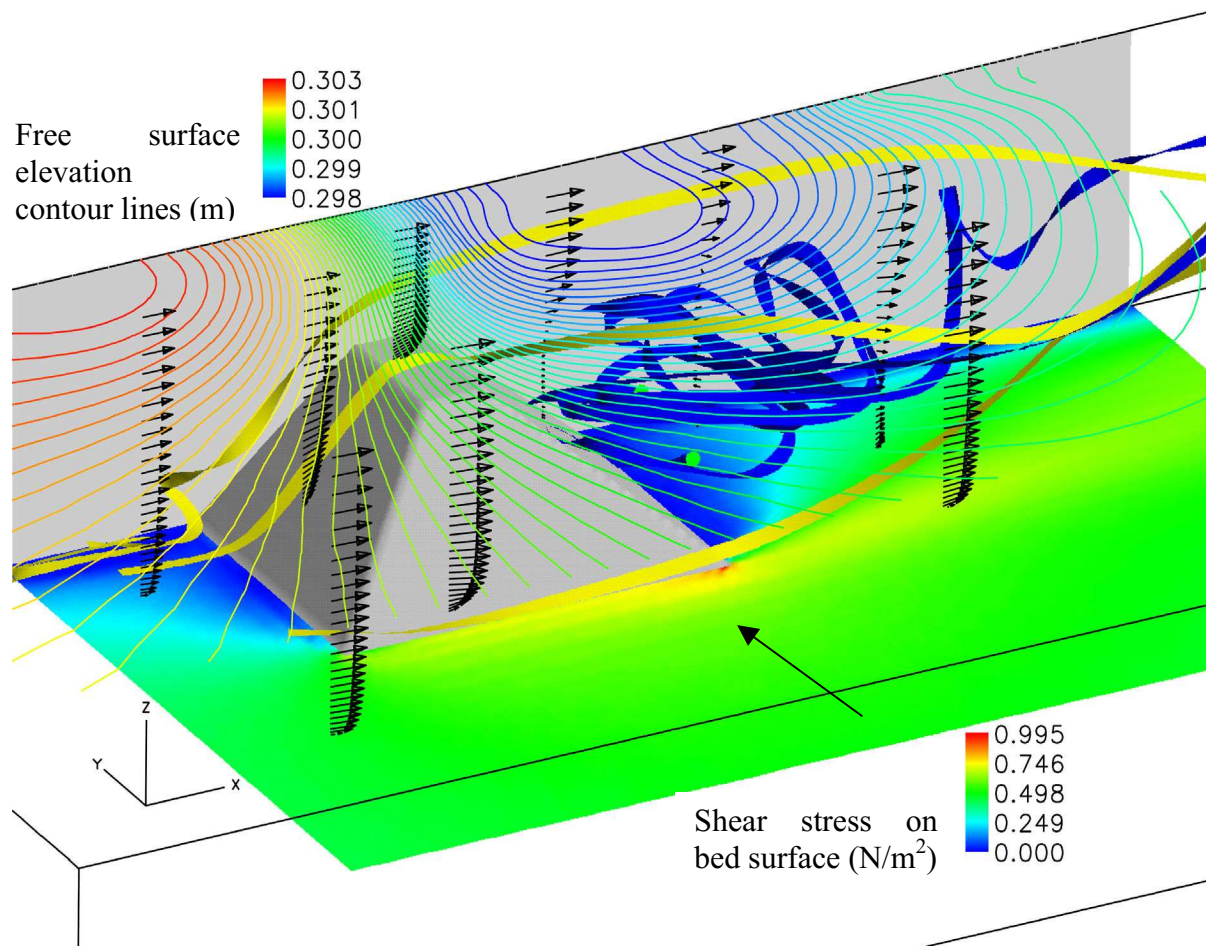 Free surface
elevation
contour lines (m)
0.303
0.301
0.300
0.299
0.298
Z
Y
X
Shear stress on
bed surface (N/m²)
0.995
0.746
0.498
0.249
0.000